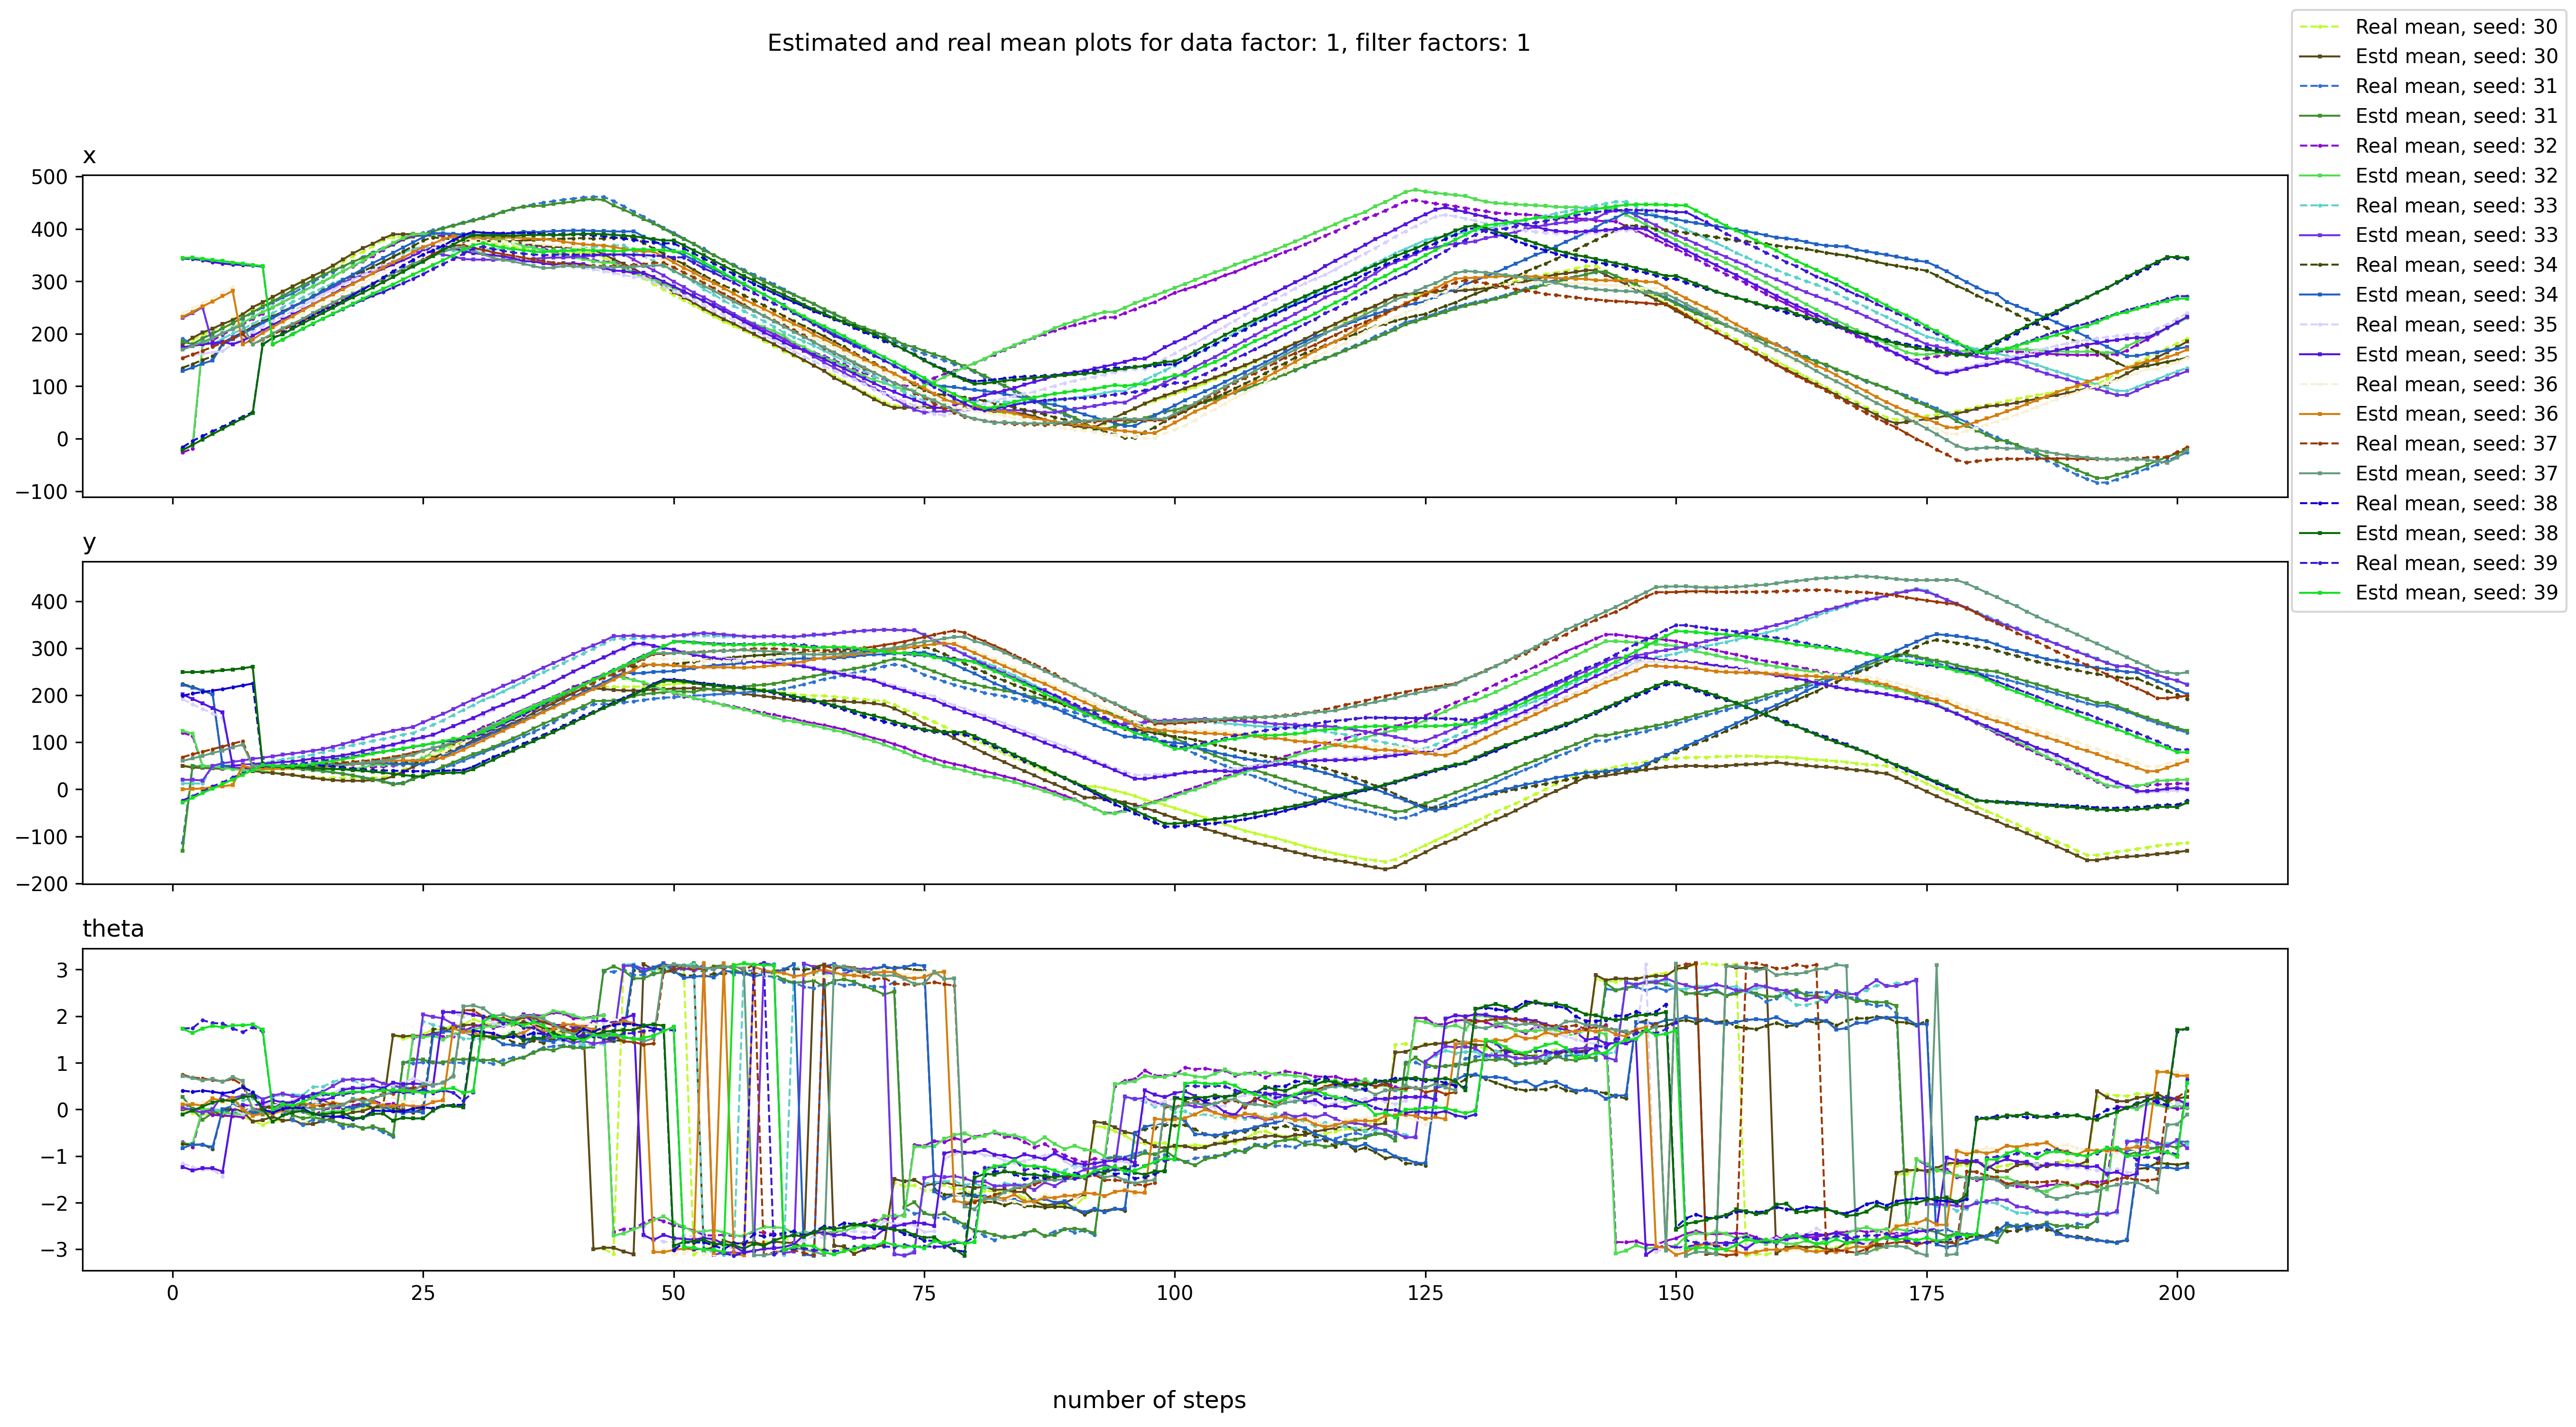 Estimated and real mean plots for data factor: 1, filter factors: 1
Real mean, seed: 30
Estd mean, seed: 30
Real mean, seed: 31
Estd mean, seed: 31
Real mean, seed: 32
Estd mean, seed: 32
Real mean, seed: 33
Estd mean, seed: 33
Real mean, seed: 34
Estd mean, seed: 34
Real mean, seed: 35
Estd mean, seed: 35
Real mean, seed: 36
Estd mean, seed: 36
Real mean, seed: 37
Estd mean, seed: 37
Real mean, seed: 38
Estd mean, seed: 38
Real mean, seed: 39
Estd mean, seed: 39
x
500
400
300
200
100
0
−100
y
400
300
200
100
0
−100
−200
theta
3
2
1
0
−1
−2
−3
0 25 50 75 100 125 150 175 200
number of steps